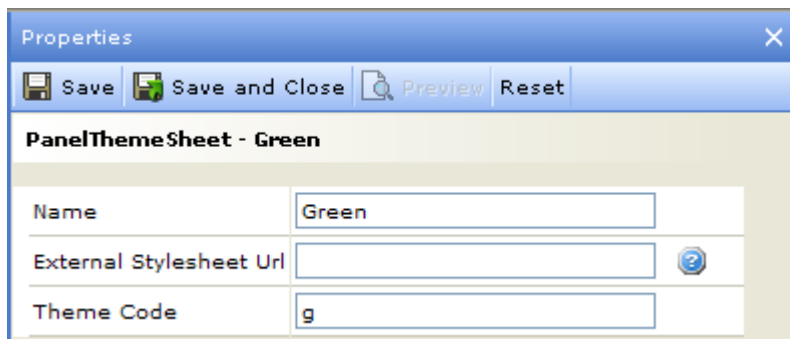 Properties
Save Save and Close Preview Reset
PanelThemeSheet - Green
Name Green
External Stylesheet Url
Theme Code g